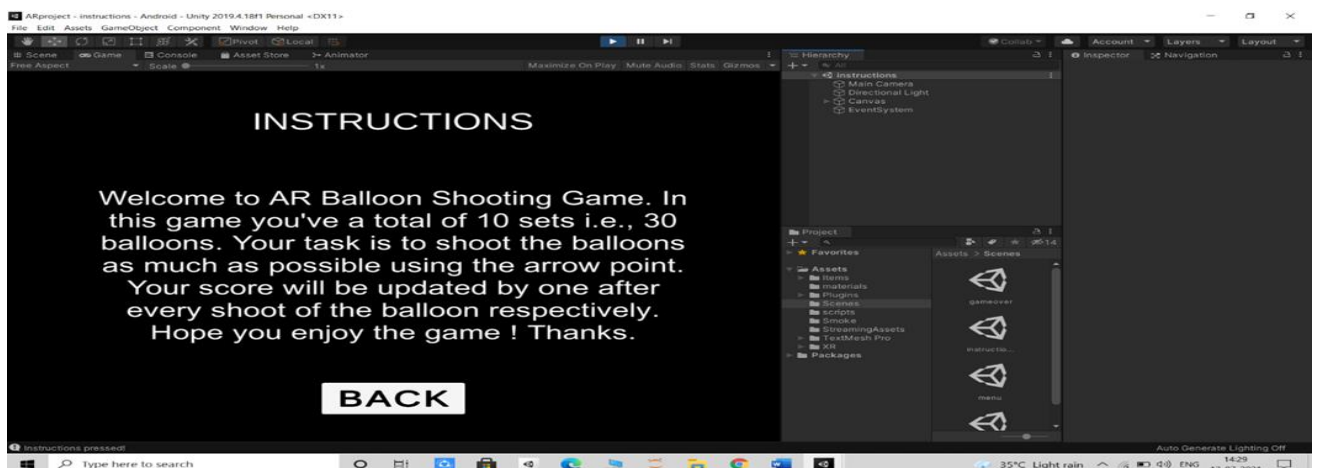 ARproject - instructions - Android - Unity 2019.4.18f1 Personal <DX11>
File Edit Assets GameObject Component Window Help
Pivot Local
Collab Account Layers Layout
Scene Game Console Asset Store Animator
Free Aspect Scale 1x Maximize On Play Mute Audio Stats Gizmos
INSTRUCTIONS
Welcome to AR Balloon Shooting Game. In
this game you've a total of 10 sets i.e., 30
balloons. Your task is to shoot the balloons
as much as possible using the arrow point.
Your score will be updated by one after
every shoot of the balloon respectively.
Hope you enjoy the game ! Thanks.
BACK
Hierarchy
All
instructions
Main Camera
Directional Light
Canvas
EventSystem
Project
14
Favorites
Assets
Items
materials
Plugins
Scenes
scripts
Smoke
StreamingAssets
TextMesh Pro
XR
Packages
Assets > Scenes
gameover
instructio...
menu
Inspector Navigation
Instructions pressed!
Auto Generate Lighting Off
Type here to search
35°C Light rain ENG
14:29